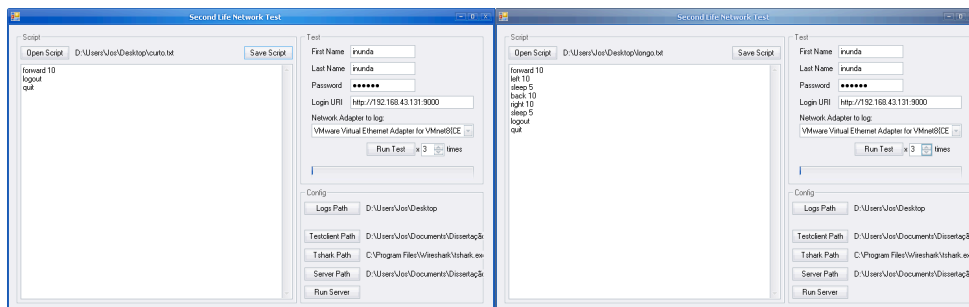 Second Life Network Test
Script
Open Script D:\Users\Jos\Desktop\curto.txt Save Script
forward 10
logout
quit
Test
First Name inunda
Last Name inunda
Password ●●●●●●
Login URI http://192.168.43.131:9000
Network Adapter to log:
VMware Virtual Ethernet Adapter for VMnet8(CE
Run Test x 3 times
Config
Logs Path D:\Users\Jos\Desktop
Testclient Path D:\Users\Jos\Documents\Dissertação
Tshark Path C:\Program Files\Wireshark\tshark.exe
Server Path D:\Users\Jos\Documents\Dissertação
Run Server
Second Life Network Test
Script
Open Script D:\Users\Jos\Desktop\longo.txt Save Script
forward 10
left 10
sleep 5
back 10
right 10
sleep 5
logout
quit
Test
First Name inunda
Last Name inunda
Password ●●●●●●
Login URI http://192.168.43.131:9000
Network Adapter to log:
VMware Virtual Ethernet Adapter for VMnet8(CE
Run Test x 3 times
Config
Logs Path D:\Users\Jos\Desktop
Testclient Path D:\Users\Jos\Documents\Dissertaçã
Tshark Path C:\Program Files\Wireshark\tshark.ex
Server Path D:\Users\Jos\Documents\Dissertaçã
Run Server